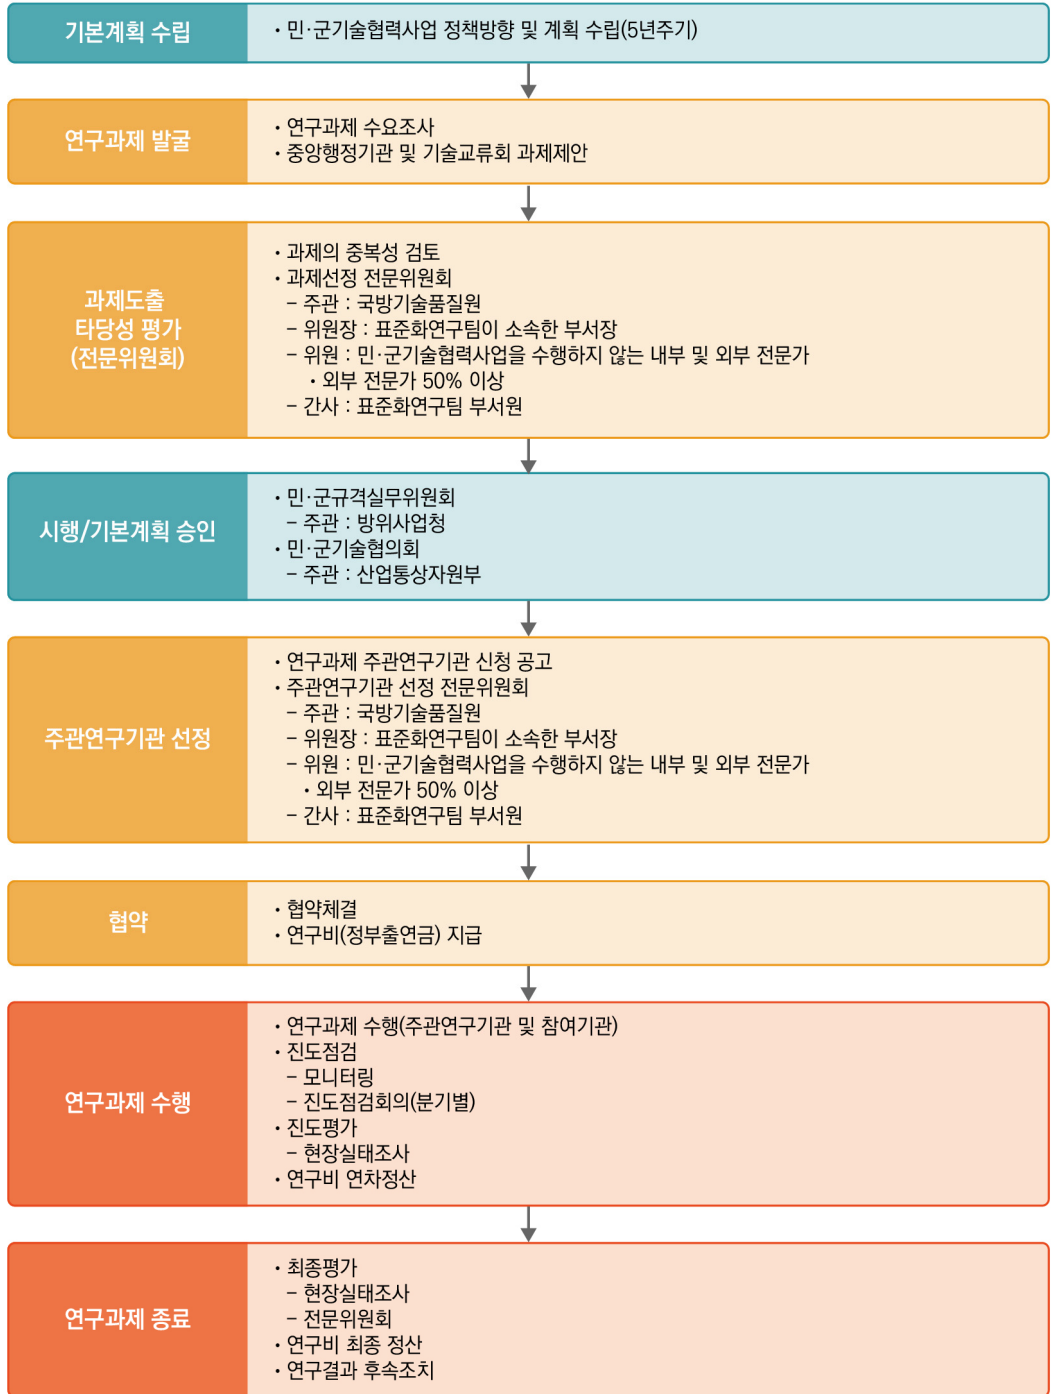 기본계획 수립
· 민·군기술협력사업 정책방향 및 계획 수립(5년주기)
연구과제 발굴
· 연구과제 수요조사
· 중앙행정기관 및 기술교류회 과제제안
과제도출
타당성 평가
(전문위원회)
· 과제의 중복성 검토
· 과제선정 전문위원회
– 주관 : 국방기술품질원
– 위원장 : 표준화연구팀이 소속한 부서장
– 위원 : 민·군기술협력사업을 수행하지 않는 내부 및 외부 전문가
· 외부 전문가 50% 이상
– 간사 : 표준화연구팀 부서원
시행/기본계획 승인
· 민·군규격실무위원회
– 주관 : 방위사업청
· 민·군기술협의회
– 주관 : 산업통상자원부
주관연구기관 선정
· 연구과제 주관연구기관 신청 공고
· 주관연구기관 선정 전문위원회
– 주관 : 국방기술품질원
– 위원장 : 표준화연구팀이 소속한 부서장
– 위원 : 민·군기술협력사업을 수행하지 않는 내부 및 외부 전문가
· 외부 전문가 50% 이상
– 간사 : 표준화연구팀 부서원
협약
· 협약체결
· 연구비(정부출연금) 지급
연구과제 수행
· 연구과제 수행(주관연구기관 및 참여기관)
· 진도점검
– 모니터링
– 진도점검회의(분기별)
· 진도평가
– 현장실태조사
· 연구비 연차정산
연구과제 종료
· 최종평가
– 현장실태조사
– 전문위원회
· 연구비 최종 정산
· 연구결과 후속조치